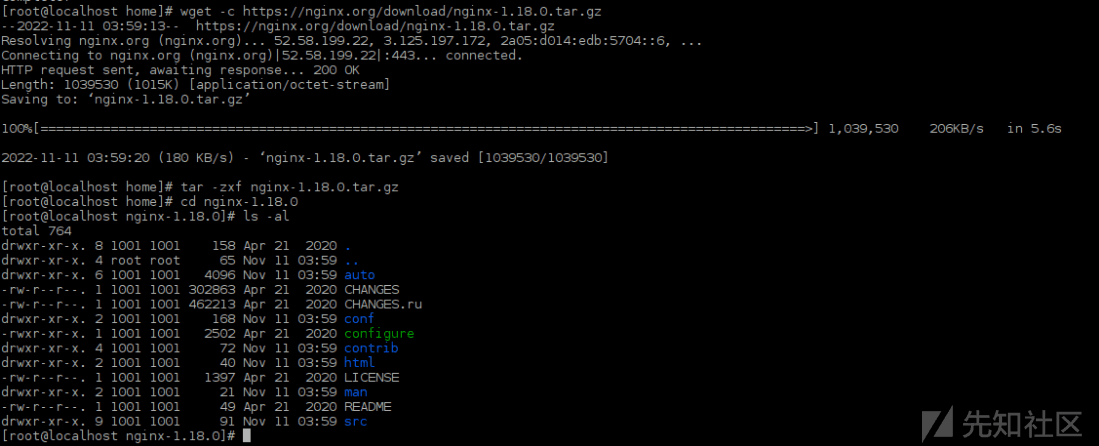 [root@localhost home]# wget -c https://nginx.org/download/nginx-1.18.0.tar.gz
--2022-11-11 03:59:13--  https://nginx.org/download/nginx-1.18.0.tar.gz
Resolving nginx.org (nginx.org)... 52.58.199.22, 3.125.197.172, 2a05:d014:edb:5704::6, ...
Connecting to nginx.org (nginx.org)|52.58.199.22|:443... connected.
HTTP request sent, awaiting response... 200 OK
Length: 1039530 (1015K) [application/octet-stream]
Saving to: ‘nginx-1.18.0.tar.gz’
100%[=================================================================================================>] 1,039,530    206KB/s   in 5.6s
2022-11-11 03:59:20 (180 KB/s) - ‘nginx-1.18.0.tar.gz’ saved [1039530/1039530]
[root@localhost home]# tar -zxf nginx-1.18.0.tar.gz
[root@localhost home]# cd nginx-1.18.0
[root@localhost nginx-1.18.0]# ls -al
total 764
drwxr-xr-x. 8 1001 1001    158 Apr 21  2020 .
drwxr-xr-x. 4 root root     65 Nov 11 03:59 ..
drwxr-xr-x. 6 1001 1001   4096 Nov 11 03:59 auto
-rw-r--r--. 1 1001 1001 302863 Apr 21  2020 CHANGES
-rw-r--r--. 1 1001 1001 462213 Apr 21  2020 CHANGES.ru
drwxr-xr-x. 2 1001 1001    168 Nov 11 03:59 conf
-rwxr-xr-x. 1 1001 1001   2502 Apr 21  2020 configure
drwxr-xr-x. 4 1001 1001     72 Nov 11 03:59 contrib
drwxr-xr-x. 2 1001 1001     40 Nov 11 03:59 html
-rw-r--r--. 1 1001 1001   1397 Apr 21  2020 LICENSE
drwxr-xr-x. 2 1001 1001     21 Nov 11 03:59 man
-rw-r--r--. 1 1001 1001     49 Apr 21  2020 README
drwxr-xr-x. 9 1001 1001     91 Nov 11 03:59 src
[root@localhost nginx-1.18.0]#
先知社区